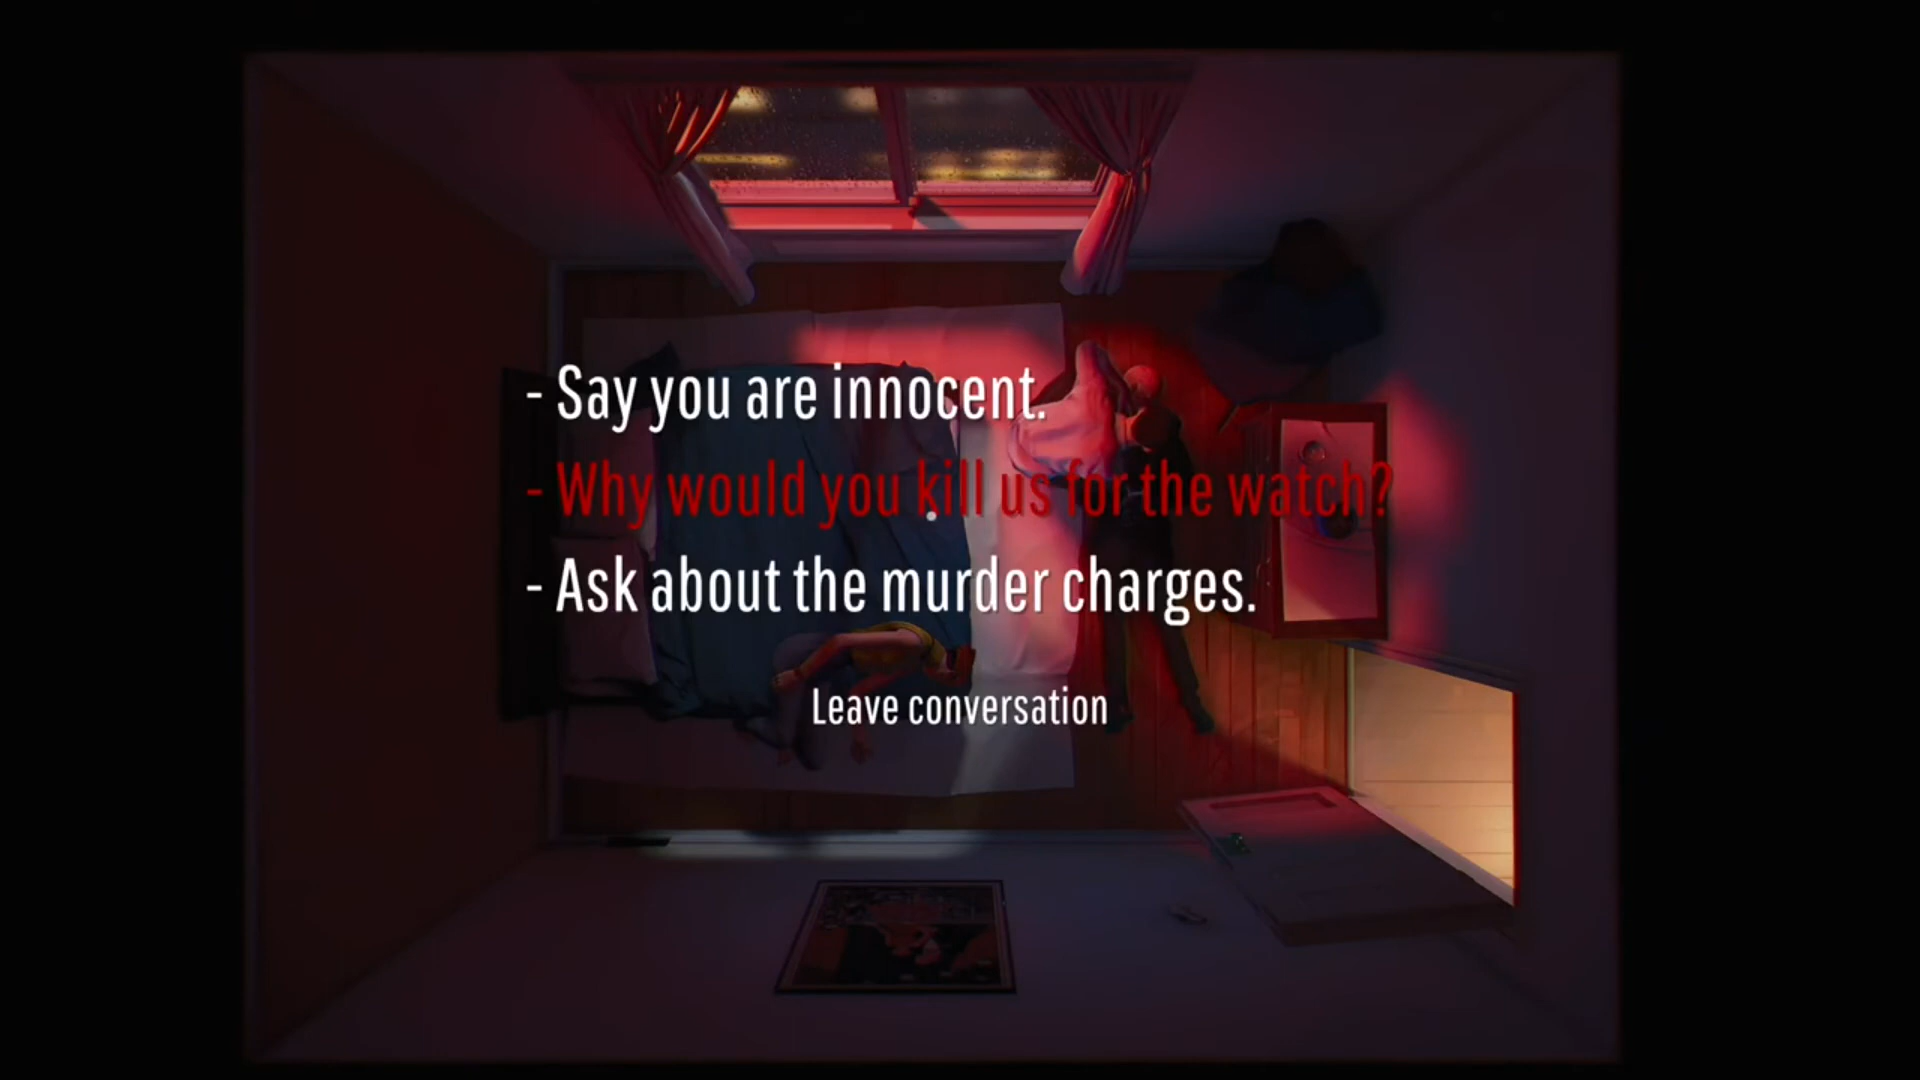 - Say you are innocent.
- Why would you kill us for the watch?
- Ask about the murder charges.
Leave conversation